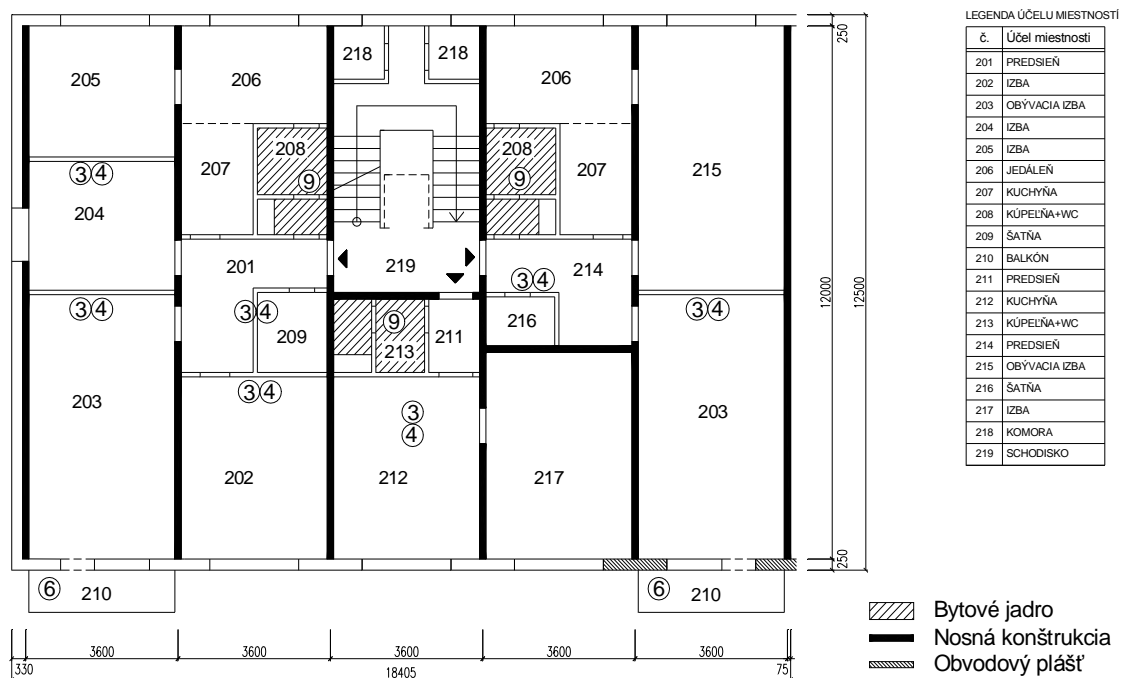 LEGENDA ÚČELU MIESTNOSTÍ
č. Účel miestnosti
201 PREDSIEŇ
202 IZBA
203 OBÝVACIA IZBA
204 IZBA
205 IZBA
206 JEDÁLEŇ
207 KUCHYŇA
208 KÚPEĽŇA+WC
209 ŠATŇA
210 BALKÓN
211 PREDSIEŇ
212 KUCHYŇA
213 KÚPEĽŇA+WC
214 PREDSIEŇ
215 OBÝVACIA IZBA
216 ŠATŇA
217 IZBA
218 KOMORA
219 SCHODISKO
218 218
205 206 206
208 208
207 207 215
9 9
3 4
204
201 219 214
3 4
3 4 3 4 3 4
209 9 216
213 211
3 4
203 3 203
4
202 212 217
6 210 6 210
250
12000 12500
250
3600 3600 3600 3600 3600
330 18405 75
Bytové jadro
Nosná konštrukcia
Obvodový plášť